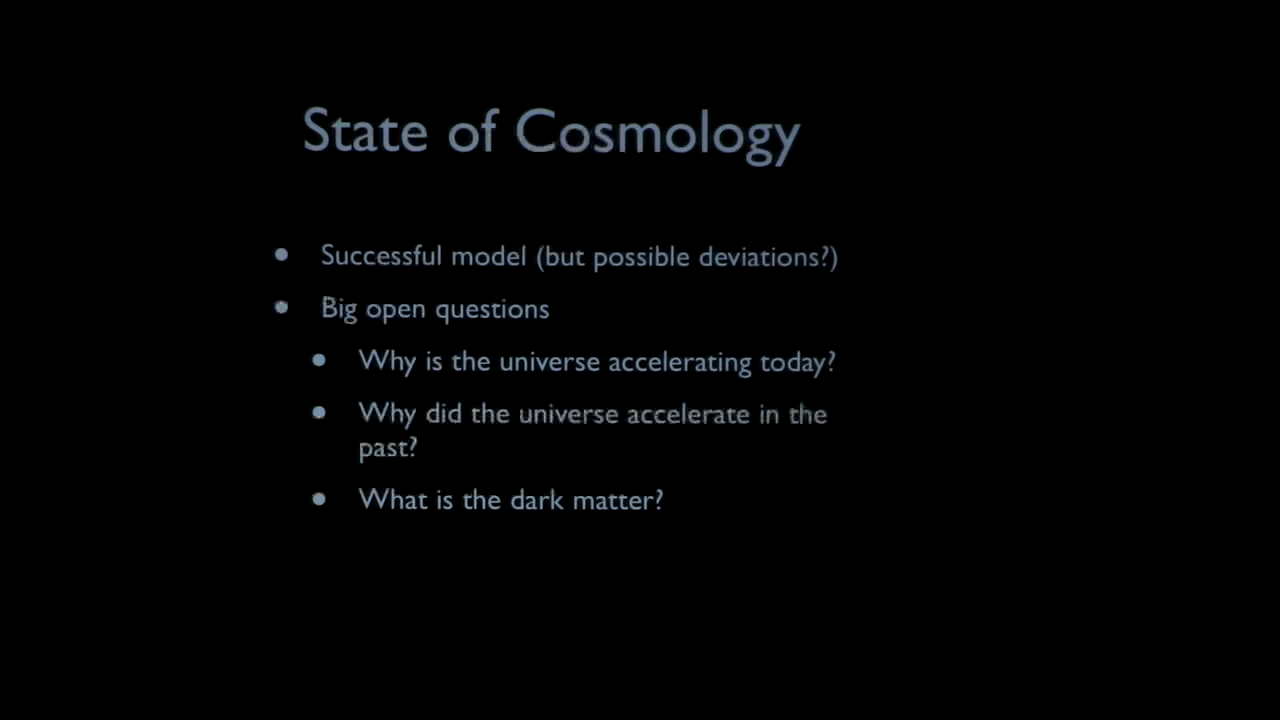 State of Cosmology
• Successful model (but possible deviations?)
• Big open questions
• Why is the universe accelerating today?
• Why did the universe accelerate in the
past?
• What is the dark matter?